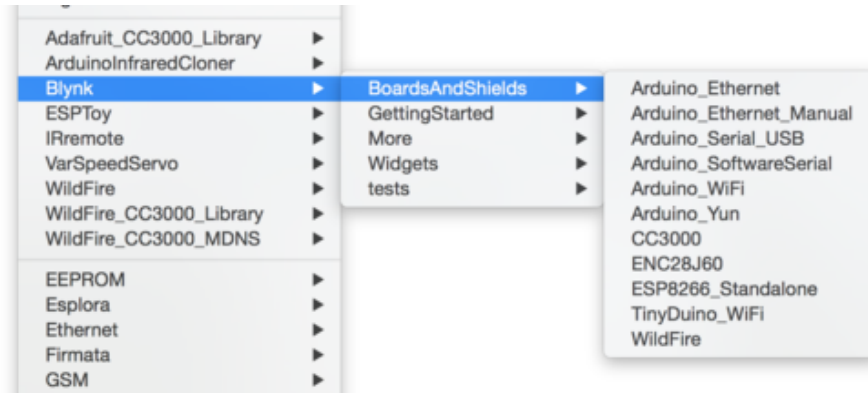 Adafruit_CC3000_Library
ArduinoInfraredCloner
Blynk
ESPToy
IRremote
VarSpeedServo
WildFire
WildFire_CC3000_Library
WildFire_CC3000_MDNS
EEPROM
Esplora
Ethernet
Firmata
GSM
BoardsAndShields
GettingStarted
More
Widgets
tests
Arduino_Ethernet
Arduino_Ethernet_Manual
Arduino_Serial_USB
Arduino_SoftwareSerial
Arduino_WiFi
Arduino_Yun
CC3000
ENC28J60
ESP8266_Standalone
TinyDuino_WiFi
WildFire